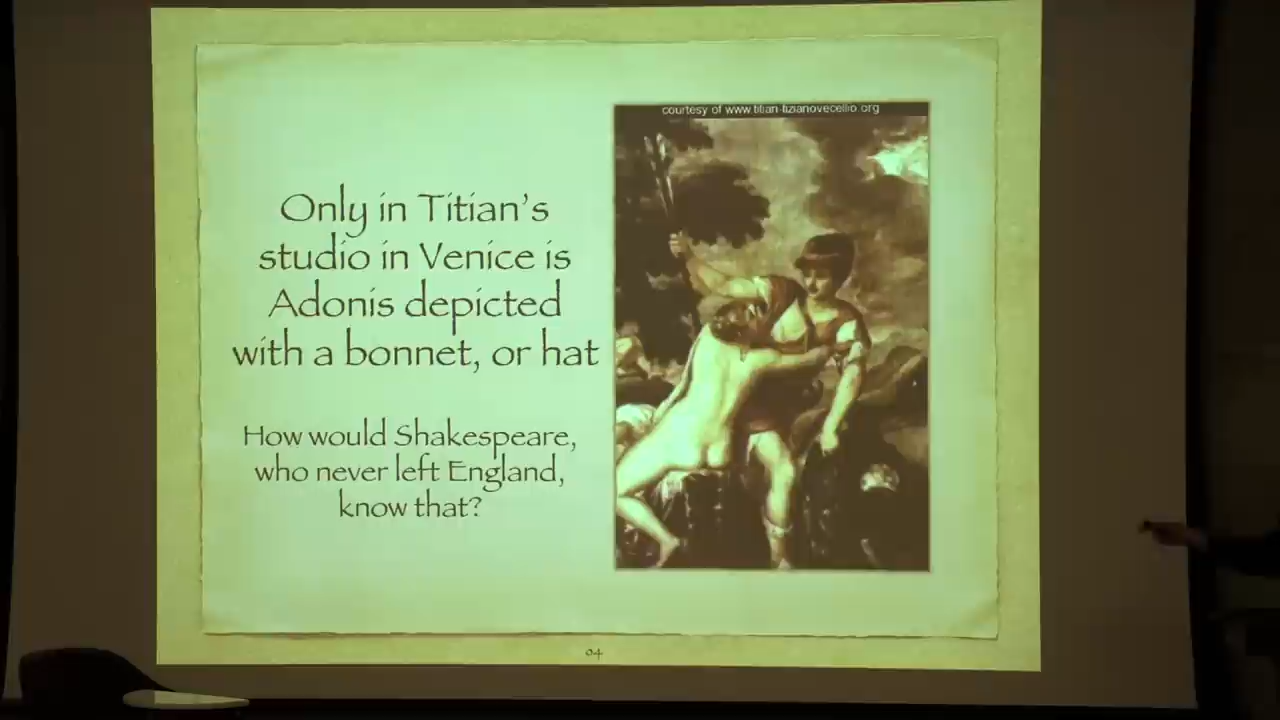 courtesy of www.titian-tizianovecellio.org
Only in Titian's
studio in Venice is
Adonis depicted
with a bonnet, or hat
How would Shakespeare,
who never left England,
know that?
94